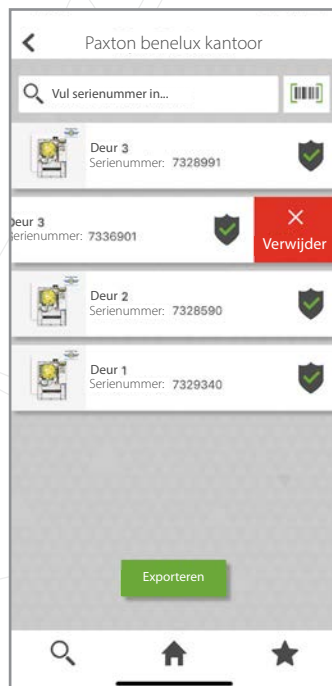 Paxton benelux kantoor
Vul serienummer in...
Deur 3
Serienummer: 7328991
Deur 3
serienummer: 7336901
Verwijder
Deur 2
Serienummer: 7328590
Deur 1
Serienummer: 7329340
Exporteren